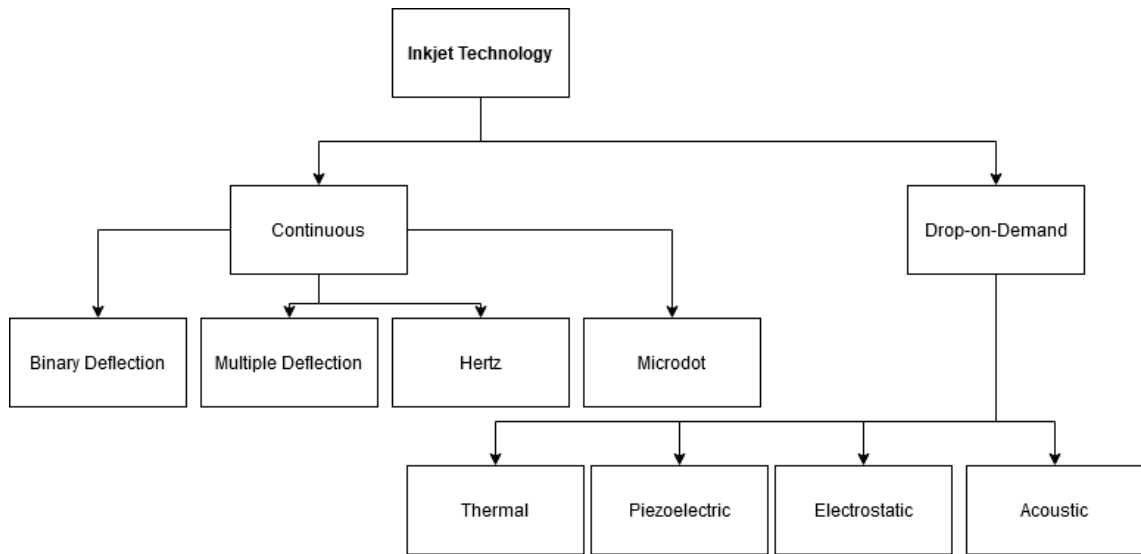 Inkjet Technology
Continuous
Drop-on-Demand
Binary Deflection
Multiple Deflection
Hertz
Microdot
Thermal
Piezoelectric
Electrostatic
Acoustic